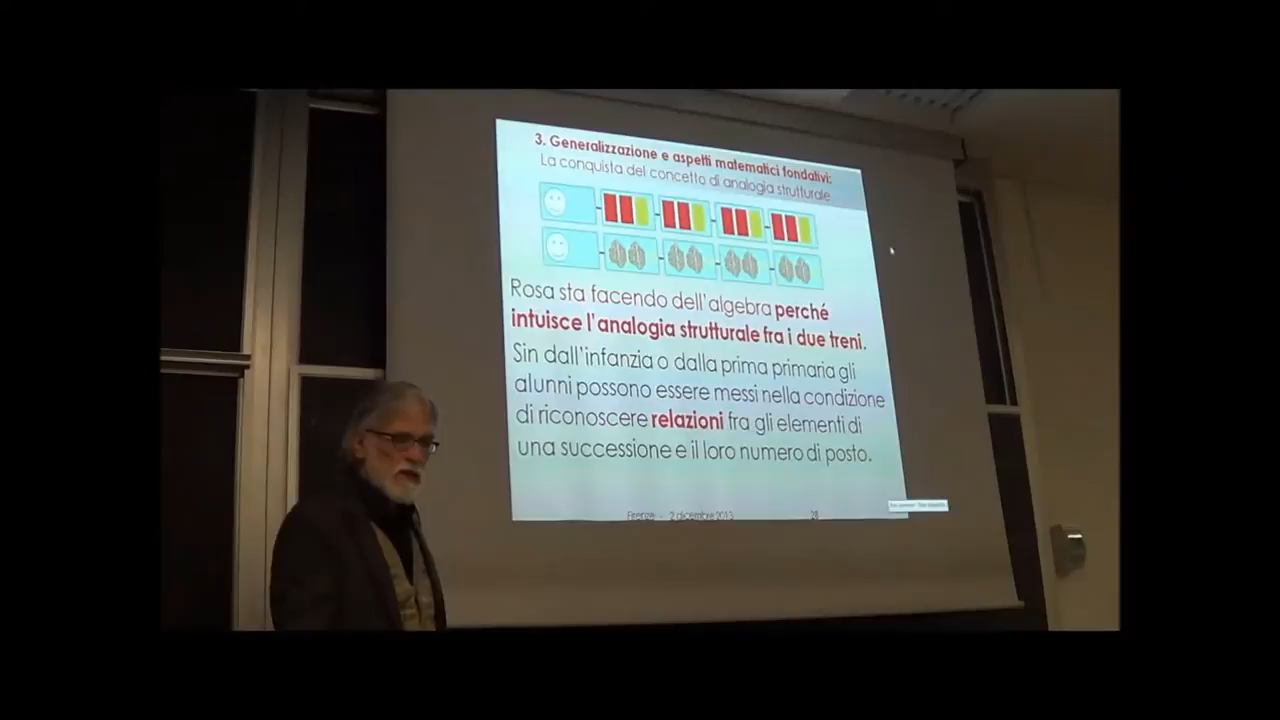 3. Generalizzazione e aspetti matematici fondativi:
La conquista del concetto di analogia strutturale
Rosa sta facendo dell'algebra perché
intuisce l'analogia strutturale fra i due treni.
Sin dall'infanzia o dalla prima primaria gli
alunni possono essere messi nella condizione
di riconoscere relazioni fra gli elementi di
una successione e il loro numero di posto.
Firenze - 2 dicembre 2013 28